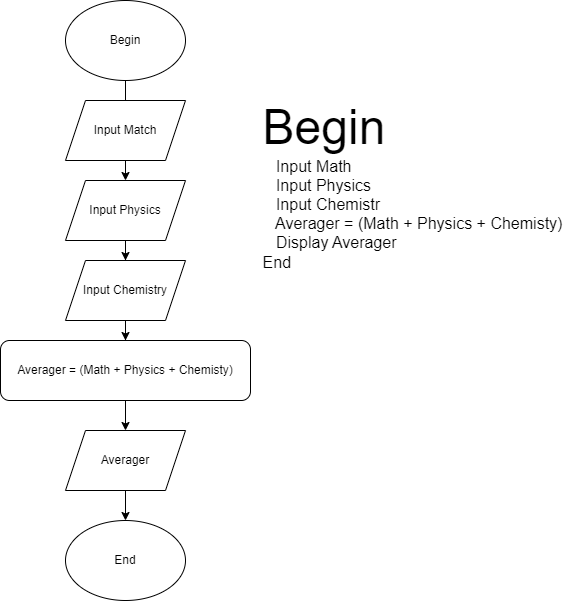 Begin
Input Match
Input Physics
Input Chemistry
Averager = (Math + Physics + Chemisty)
Averager
End
Begin
Input Math
Input Physics
Input Chemistr
Averager = (Math + Physics + Chemisty)
Display Averager
End